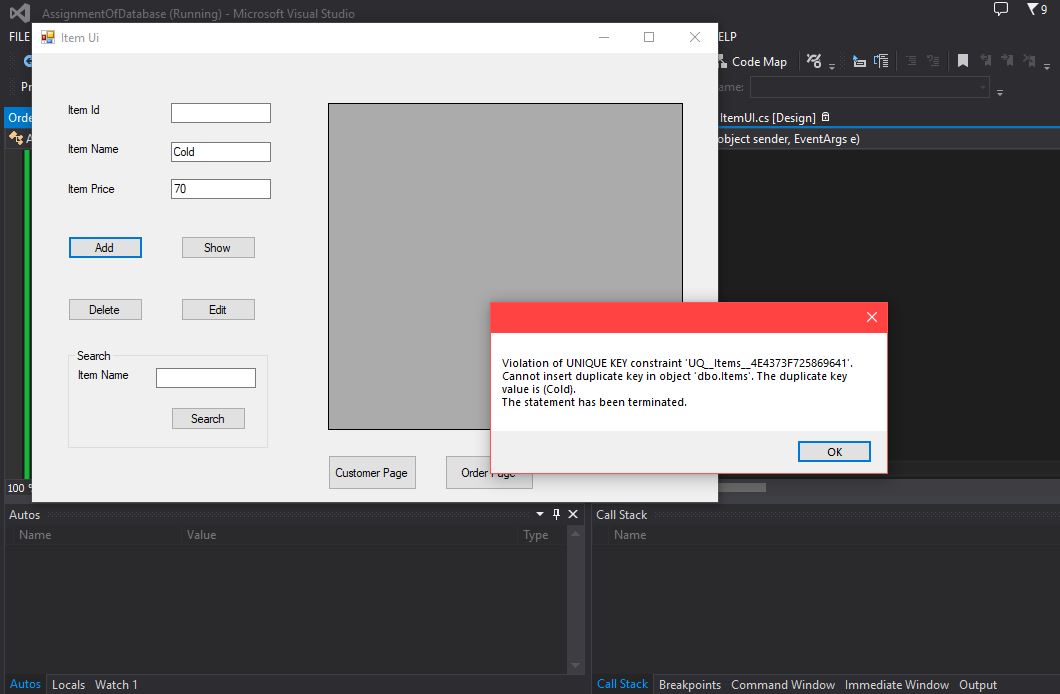 AssignmentOfDatabase (Running) - Microsoft Visual Studio
9
FILE
ELP
Item Ui
Code Map
ame:
Orde
ItemUI.cs [Design]
object sender, EventArgs e)
Item Id
Item Name
Cold
Item Price
70
Add
Show
Delete
Edit
Search
Item Name
Search
Violation of UNIQUE KEY constraint 'UQ__Items__4E4373F725869641'.
Cannot insert duplicate key in object 'dbo.Items'. The duplicate key
value is (Cold).
The statement has been terminated.
OK
Customer Page
Order Page
100 %
Autos
Name
Value
Type
Call Stack
Name
Autos
Locals
Watch 1
Call Stack
Breakpoints
Command Window
Immediate Window
Output